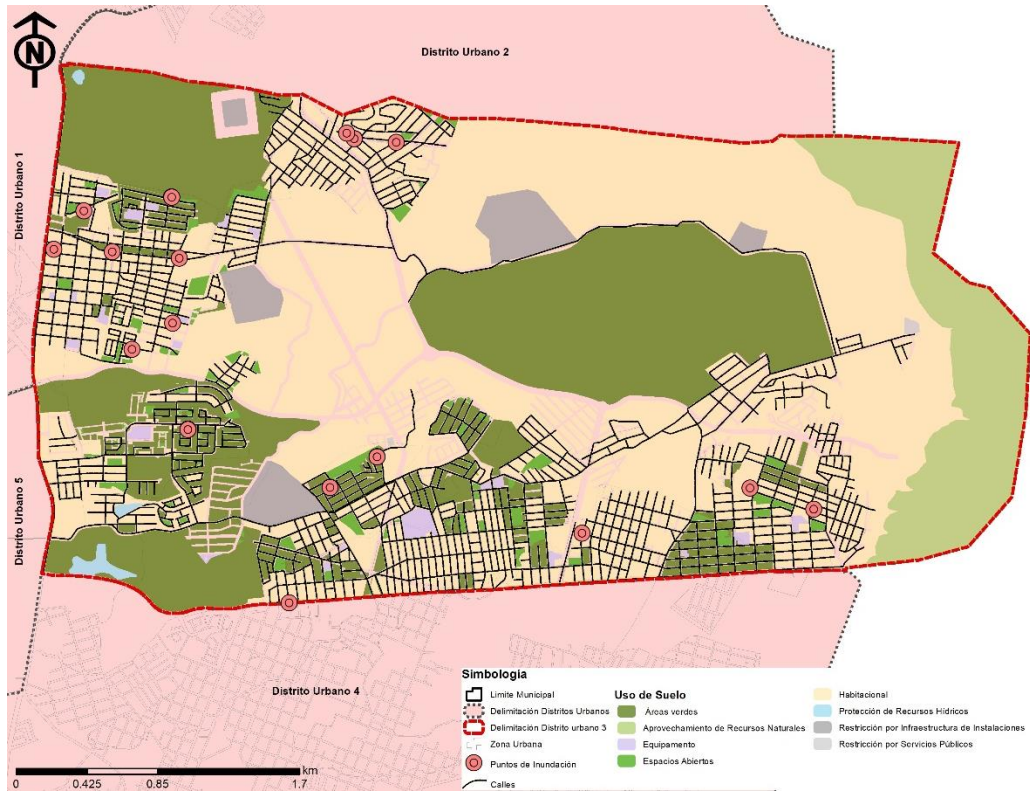 N
Distrito Urbano 2
Distrito Urbano 1
Distrito Urbano 5
Distrito Urbano 4
Simbología
Limite Municipal
Delimitación Distritos Urbanos
Delimitación Distrito urbano 3
Zona Urbana
Puntos de Inundación
Calles
Uso de Suelo
Áreas verdes
Aprovechamiento de Recursos Naturales
Equipamento
Espacios Abiertos
Habitacional
Protección de Recursos Hídricos
Restricción por Infraestructura de Instalaciones
Restricción por Servicios Públicos
km
0 0.425 0.85 1.7